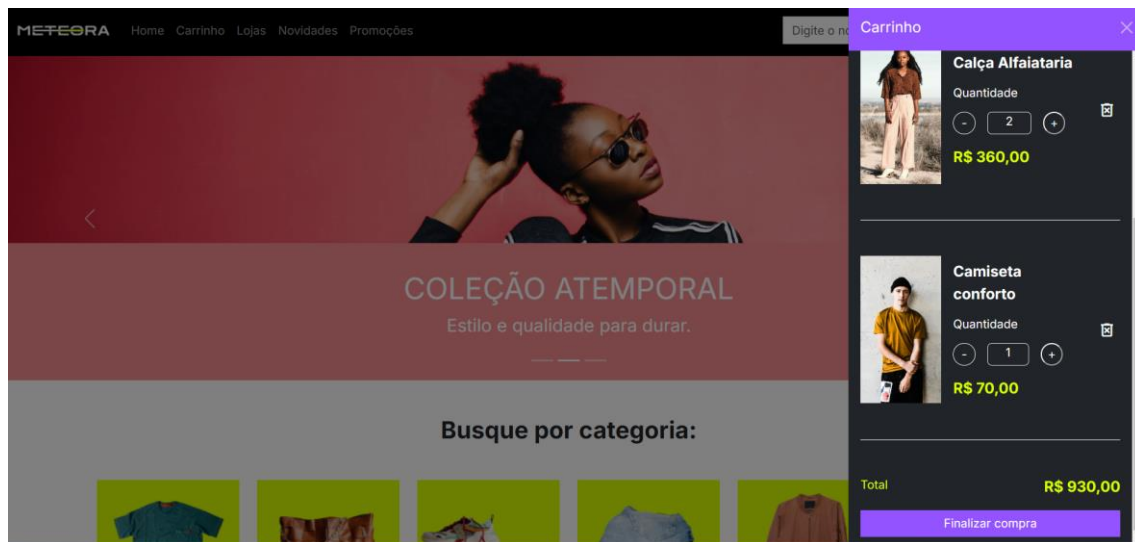 METEORA Home Carrinho Lojas Novidades Promoções
Digite o
COLEÇÃO ATEMPORAL
Estilo e qualidade para durar.
Busque por categoria:
Carrinho
Calça Alfaiataria
Quantidade
- 2 +
R$ 360,00
Camiseta
conforto
Quantidade
- 1 +
R$ 70,00
Total R$ 930,00
Finalizar compra